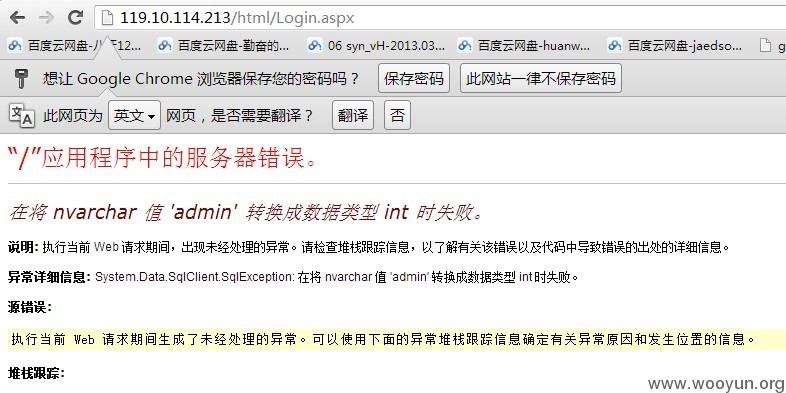 119.10.114.213/html/Login.aspx
百度云网盘-八千12... 百度云网盘-勤奋的... 06 syn_vH-2013.03... 百度云网盘-huanw... 百度云网盘-jaedso... g
想让 Google Chrome 浏览器保存您的密码吗？ 保存密码 此网站一律不保存密码
此网页为 英文 网页，是否需要翻译？ 翻译 否
“/”应用程序中的服务器错误。
在将 nvarchar 值 'admin' 转换成数据类型 int 时失败。
说明: 执行当前 Web 请求期间，出现未经处理的异常。请检查堆栈跟踪信息，以了解有关该错误以及代码中导致错误的出处的详细信息。
异常详细信息: System.Data.SqlClient.SqlException: 在将 nvarchar 值 'admin' 转换成数据类型 int 时失败。
源错误:
执行当前 Web 请求期间生成了未经处理的异常。可以使用下面的异常堆栈跟踪信息确定有关异常原因和发生位置的信息。
堆栈跟踪:
www.wooyun.org